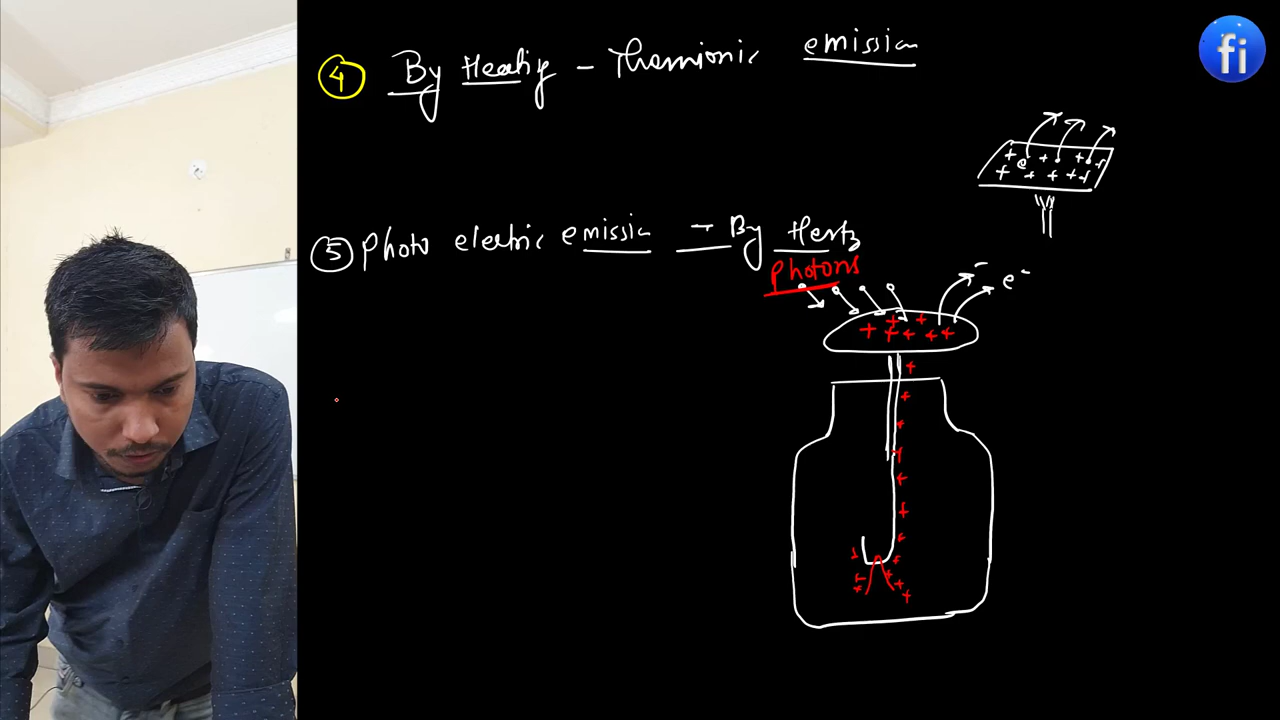 4 By Heating - Thermionic emission
5 Photo electric emission - By Hertz
Photons
e
- e⁻
fi